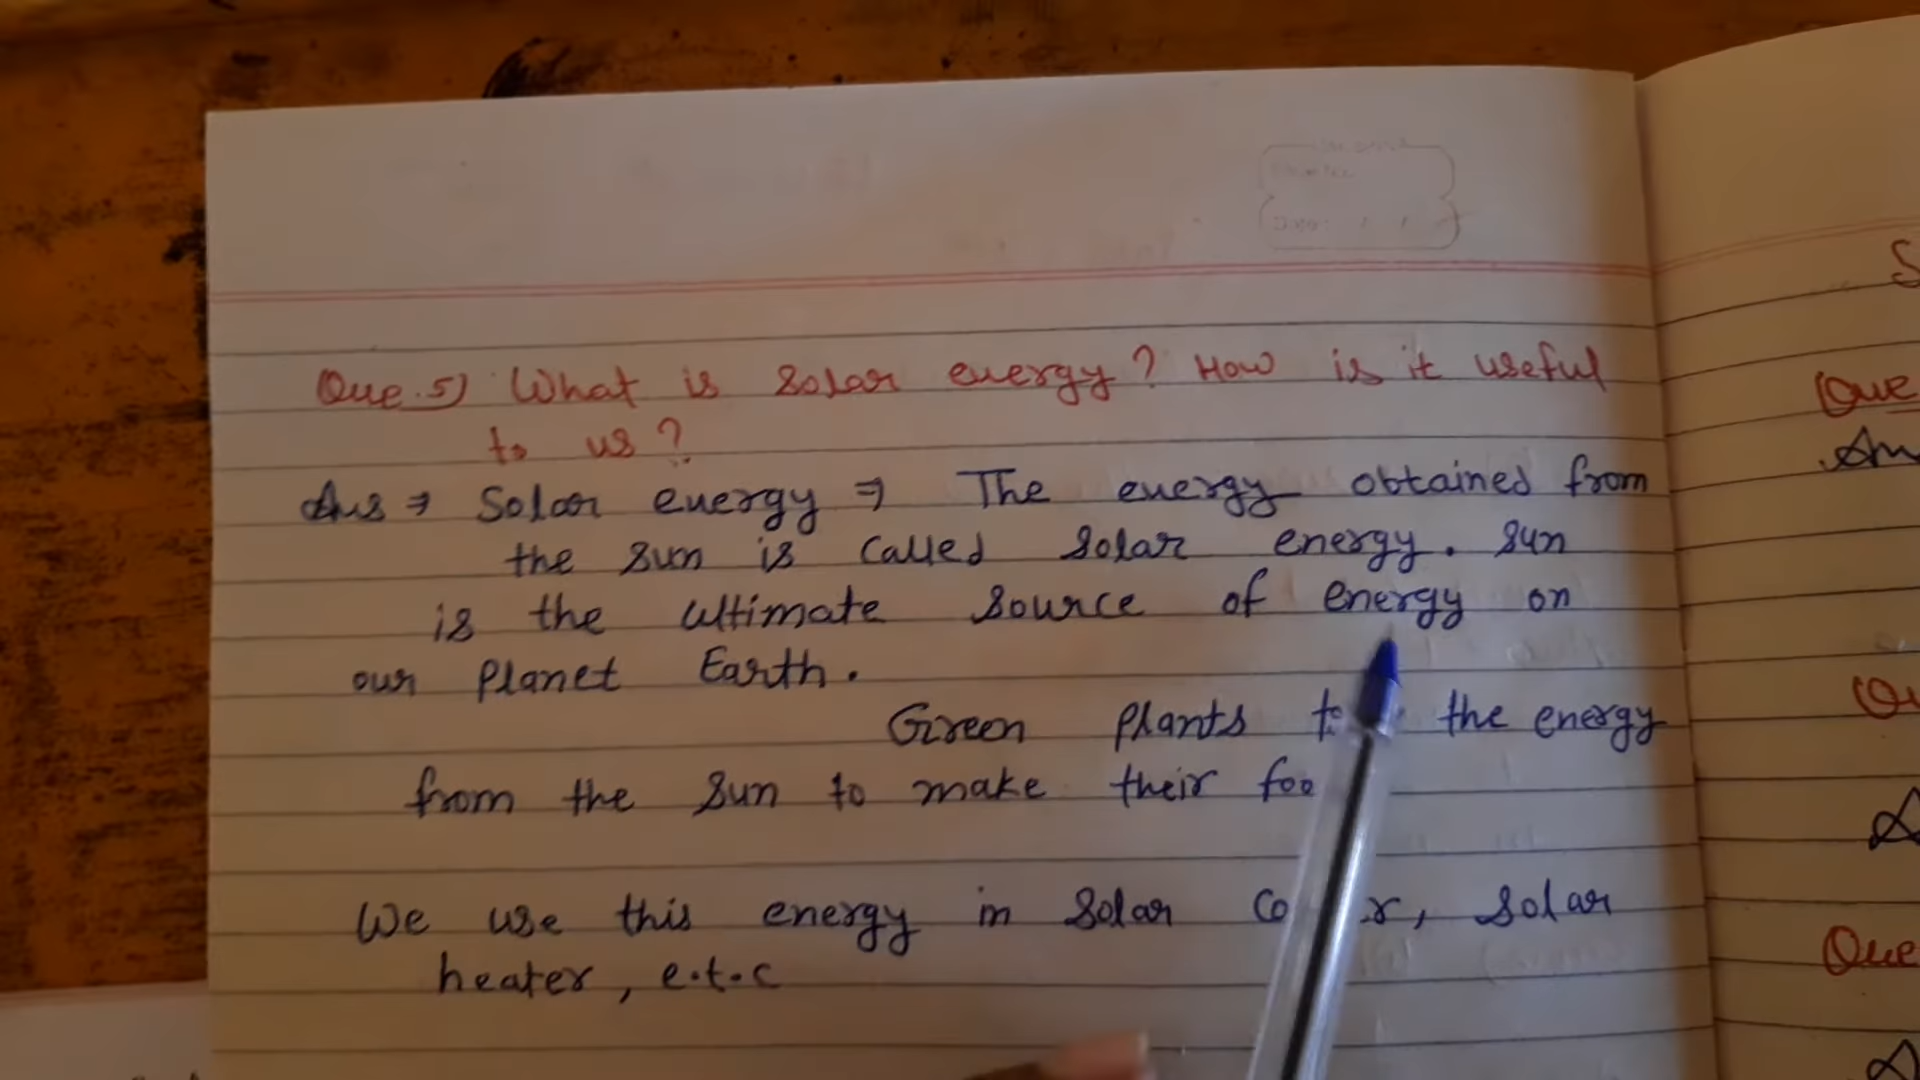 Que.5) What is Solar energy? How is it useful
to us?
Ans ⇒ Solar energy ⇒ The energy obtained from
the Sun is called Solar energy. Sun
is the ultimate Source of energy on
our Planet Earth.
Green Plants the energy
from the Sun to make their
We use this energy in Solar Solar
heater, e.t.c
Que
Que